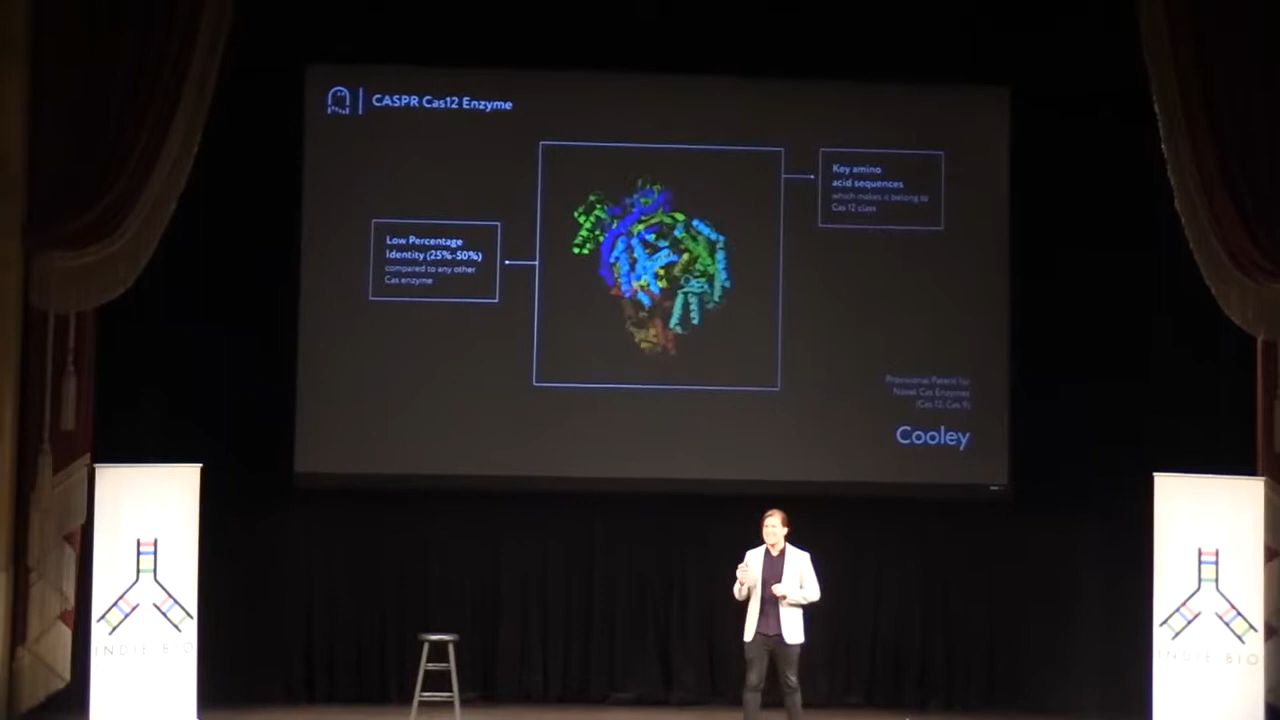 CASPR Cas12 Enzyme
Key amino
acid sequences
which makes it belong to
Cas 12 class
Low Percentage
Identity (25%-50%)
compared to any other
Cas enzyme
Provisional Patent for
Novel Cas Enzymes
(Cas 12, Cas 9)
Cooley
INDIE BIO
INDIE BIO